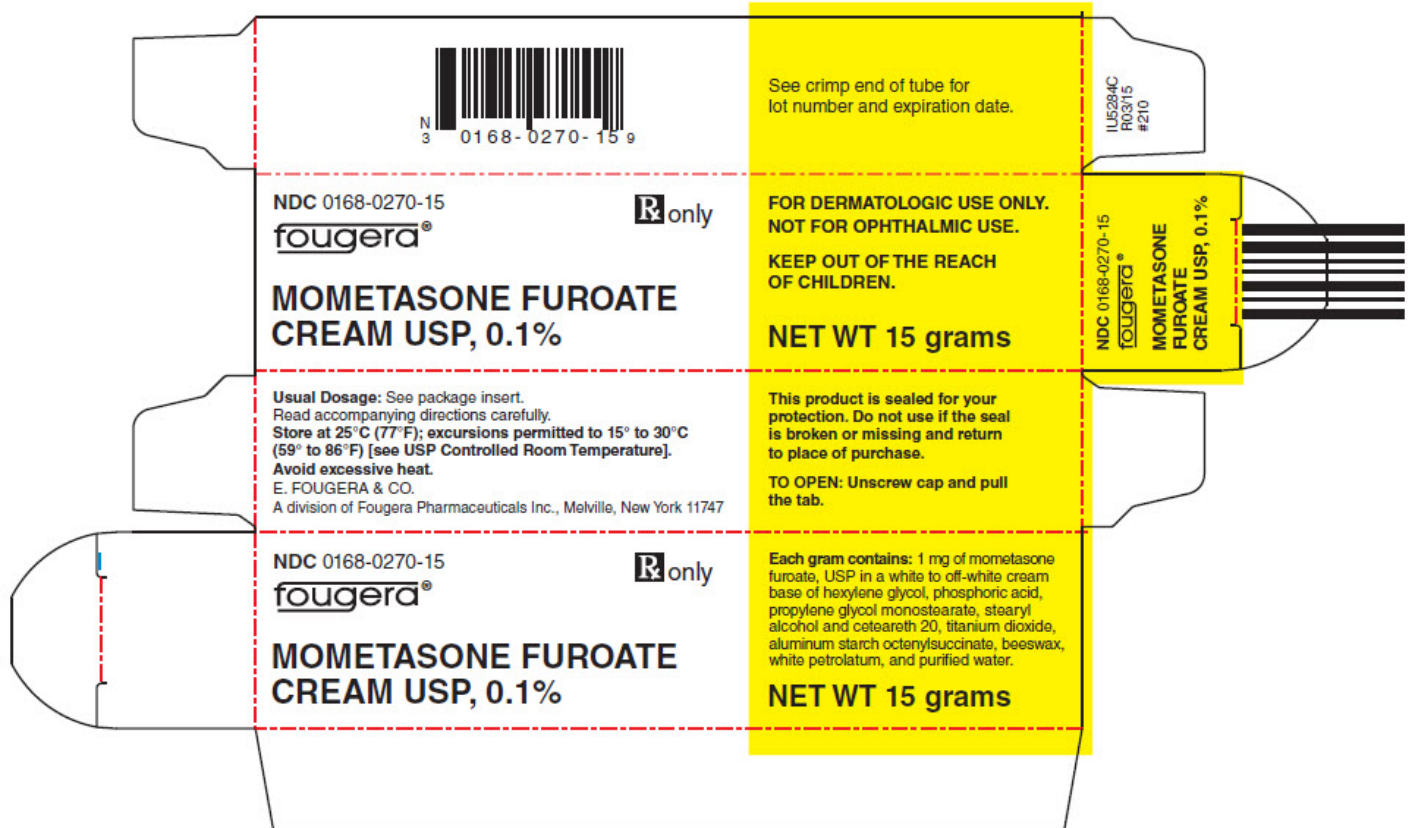 N
3 0168-0270-15 9
See crimp end of tube for
lot number and expiration date.
IU5284C
R03/15
#210
NDC 0168-0270-15
fougera®
Rx only
MOMETASONE FUROATE
CREAM USP, 0.1%
FOR DERMATOLOGIC USE ONLY.
NOT FOR OPHTHALMIC USE.
KEEP OUT OF THE REACH
OF CHILDREN.
NET WT 15 grams
NDC 0168-0270-15
fougera®
MOMETASONE
FUROATE
CREAM USP, 0.1%
Usual Dosage: See package insert.
Read accompanying directions carefully.
Store at 25°C (77°F); excursions permitted to 15° to 30°C
(59° to 86°F) [see USP Controlled Room Temperature].
Avoid excessive heat.
E. FOUGERA & CO.
A division of Fougera Pharmaceuticals Inc., Melville, New York 11747
This product is sealed for your
protection. Do not use if the seal
is broken or missing and return
to place of purchase.
TO OPEN: Unscrew cap and pull
the tab.
NDC 0168-0270-15
fougera®
Rx only
MOMETASONE FUROATE
CREAM USP, 0.1%
Each gram contains: 1 mg of mometasone
furoate, USP in a white to off-white cream
base of hexylene glycol, phosphoric acid,
propylene glycol monostearate, stearyl
alcohol and ceteareth 20, titanium dioxide,
aluminum starch octenylsuccinate, beeswax,
white petrolatum, and purified water.
NET WT 15 grams